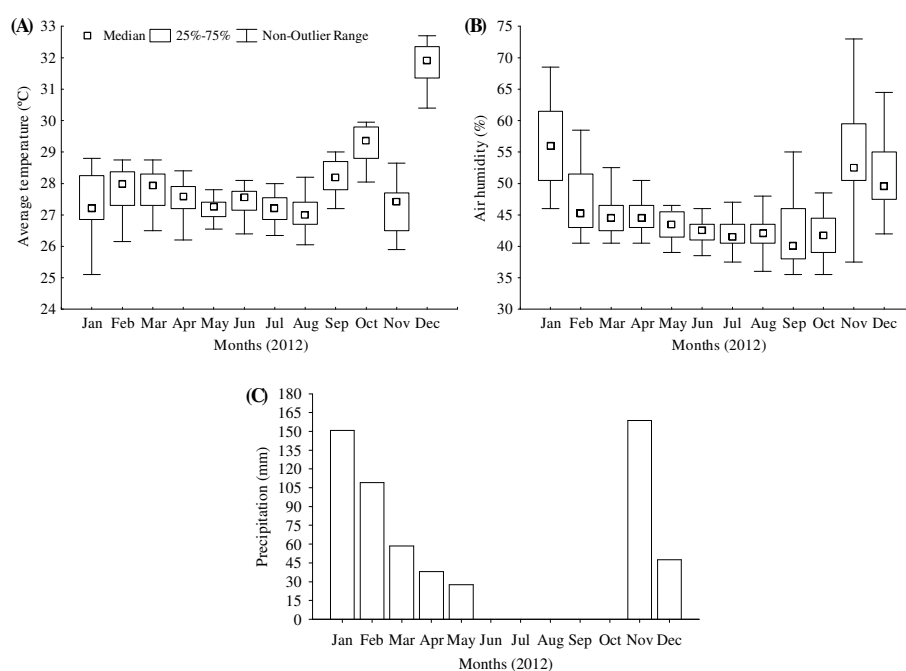 (A)
Median 25%-75% Non-Outlier Range
Average temperature (ºC)
33
32
31
30
29
28
27
26
25
24
Jan Feb Mar Apr May Jun Jul Aug Sep Oct Nov Dec
Months (2012)
(B)
Air humidity (%)
75
70
65
60
55
50
45
40
35
30
Jan Feb Mar Apr May Jun Jul Aug Sep Oct Nov Dec
Months (2012)
(C)
Precipitation (mm)
180
165
150
135
120
105
90
75
60
45
30
15
0
Jan Feb Mar Apr May Jun Jul Aug Sep Oct Nov Dec
Months (2012)